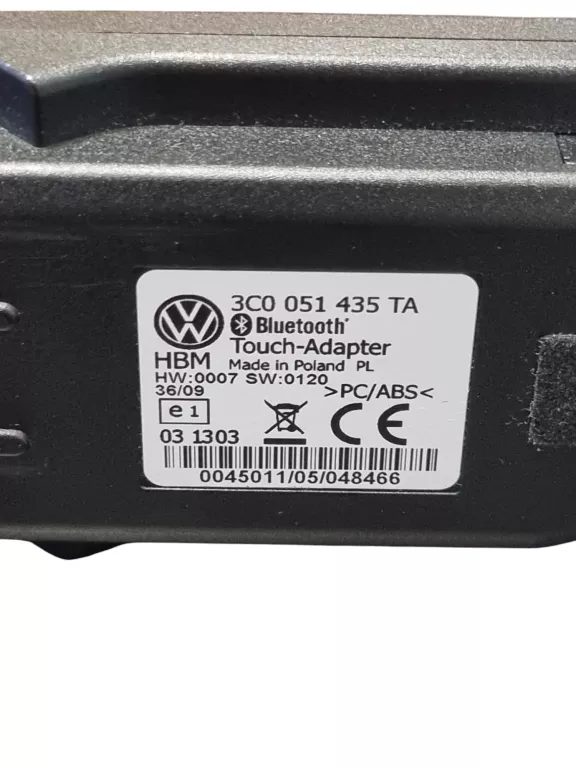 3C0 051 435 TA
Bluetooth
Touch-Adapter
HBM Made in Poland PL
HW:0007 SW:0120
36/09 >PC/ABS<
e1
03 1303 CE
0045011/05/048466